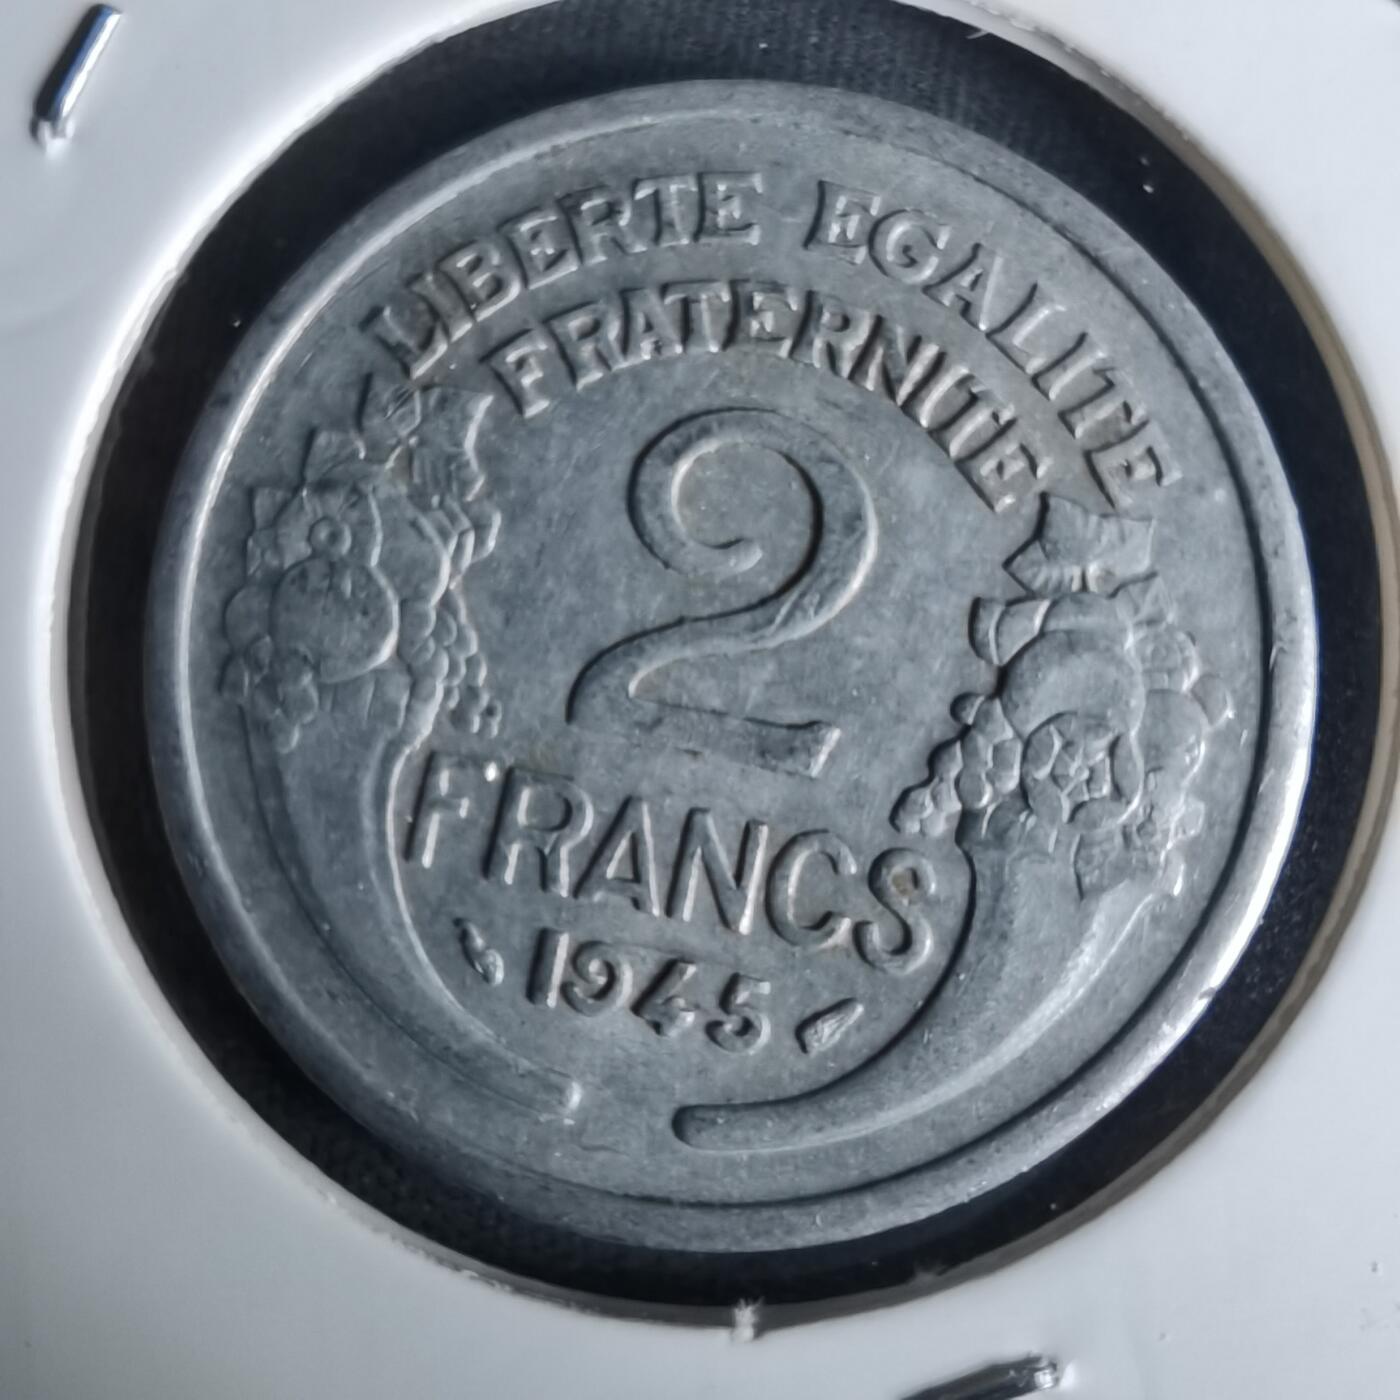 LIBERTE EGALITE
FRATERNITE
2
FRANCS
1945